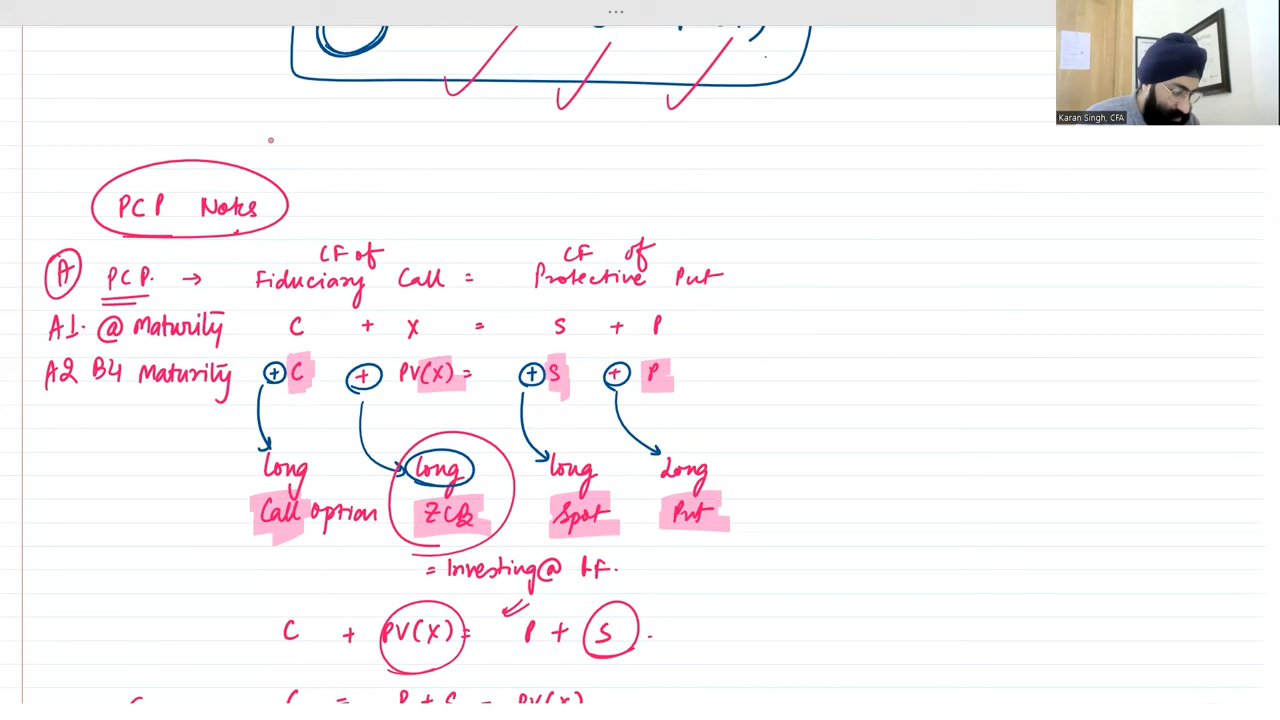 Karan Singh, CFA
PCP Notes
CF of CF of
A PCP. → Fiduciary Call = Protective Put
A1. @ Maturity C + X = S + P
A2 B4 Maturity + C + PV(X) = + S + P
Long Long Long Long
Call option ZCB Spot Put
= Investing @ rF.
C + PV(X) = P + S.
C = P + S - PV(X)